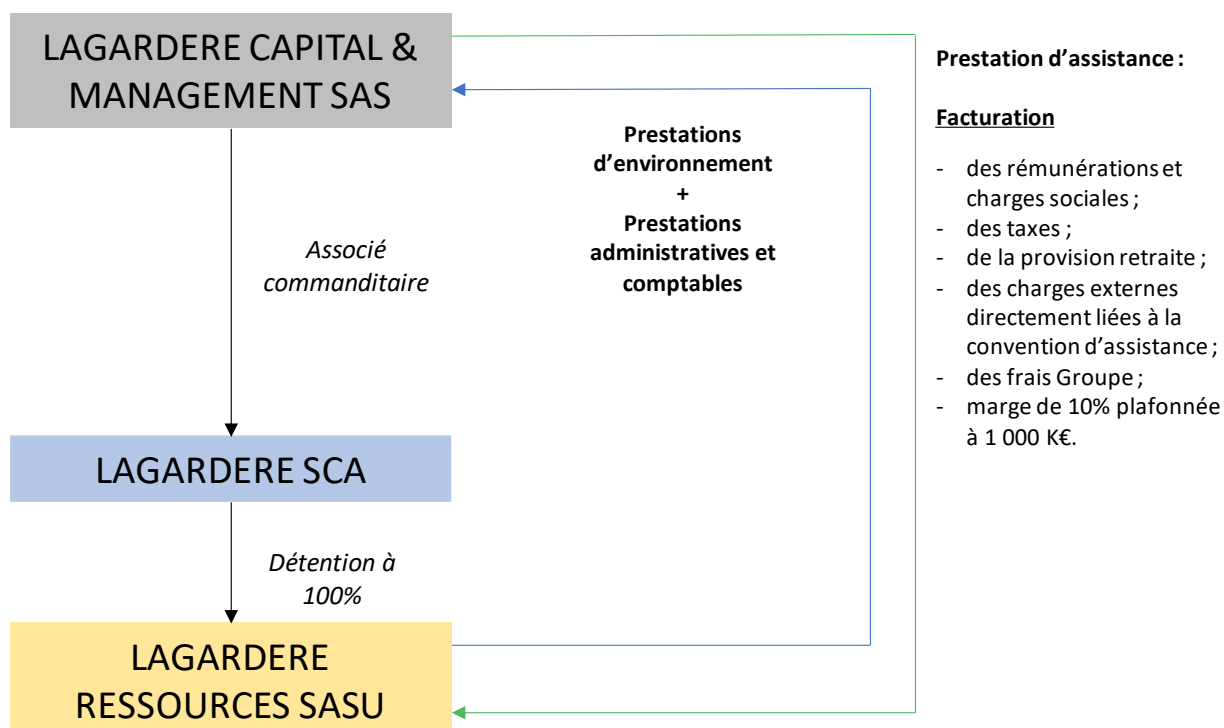 LAGARDERE CAPITAL &
MANAGEMENT SAS
Associé
commanditaire
LAGARDERE SCA
Détention à
100%
LAGARDERE
RESSOURCES SASU
Prestations
d’environnement
+
Prestations
administratives et
comptables
Prestation d’assistance :
Facturation
- des rémunérations et
charges sociales ;
- des taxes ;
- de la provision retraite ;
- des charges externes
directement liées à la
convention d’assistance ;
- des frais Groupe ;
- marge de 10% plafonnée
à 1 000 K€.